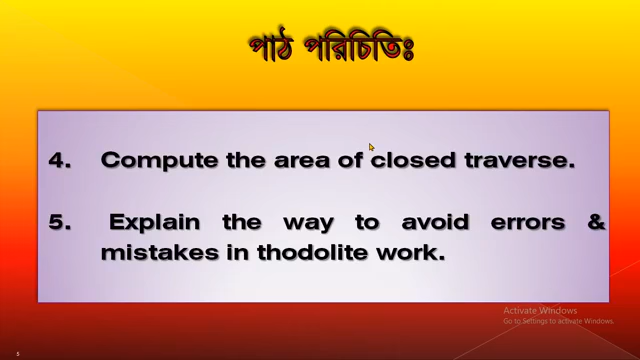 পাঠ পরিচিতিঃ
4. Compute the area of closed traverse.
5. Explain the way to avoid errors &
mistakes in thodolite work.
Activate Windows
Go to Settings to activate Windows.
5